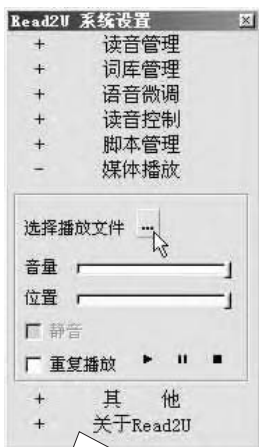 Read2U 系统设置
+ 读音管理
+ 词库管理
+ 语音微调
+ 读音控制
+ 脚本管理
- 媒体播放
选择播放文件 ...
音量
位置
静音
重复播放
+ 其 他
+ 关于Read2U